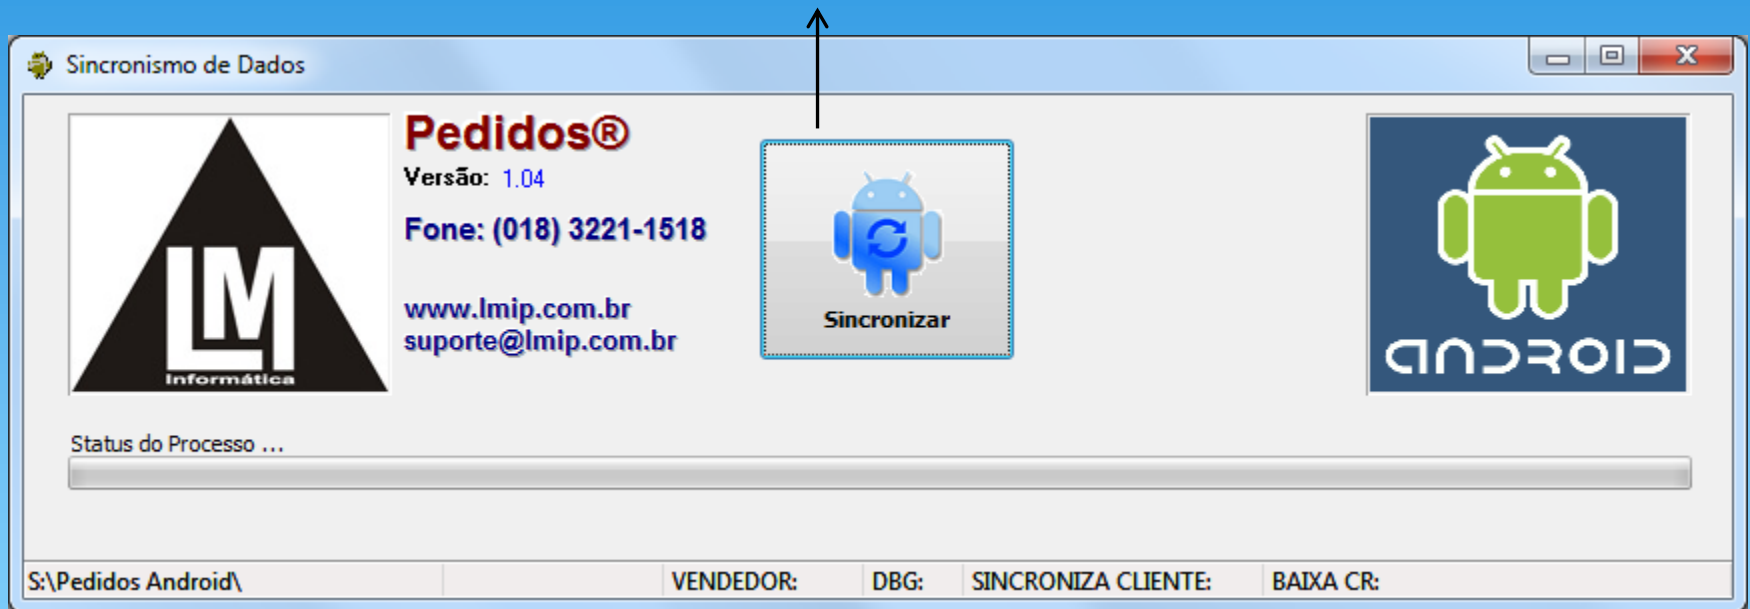 Sincronismo de Dados
LM
Informática
Pedidos®
Versão: 1.04
Fone: (018) 3221-1518
www.lmip.com.br
suporte@lmip.com.br
Sincronizar
ANDROID
Status do Processo ...
S:\Pedidos Android\ VENDEDOR: DBG: SINCRONIZA CLIENTE: BAIXA CR: